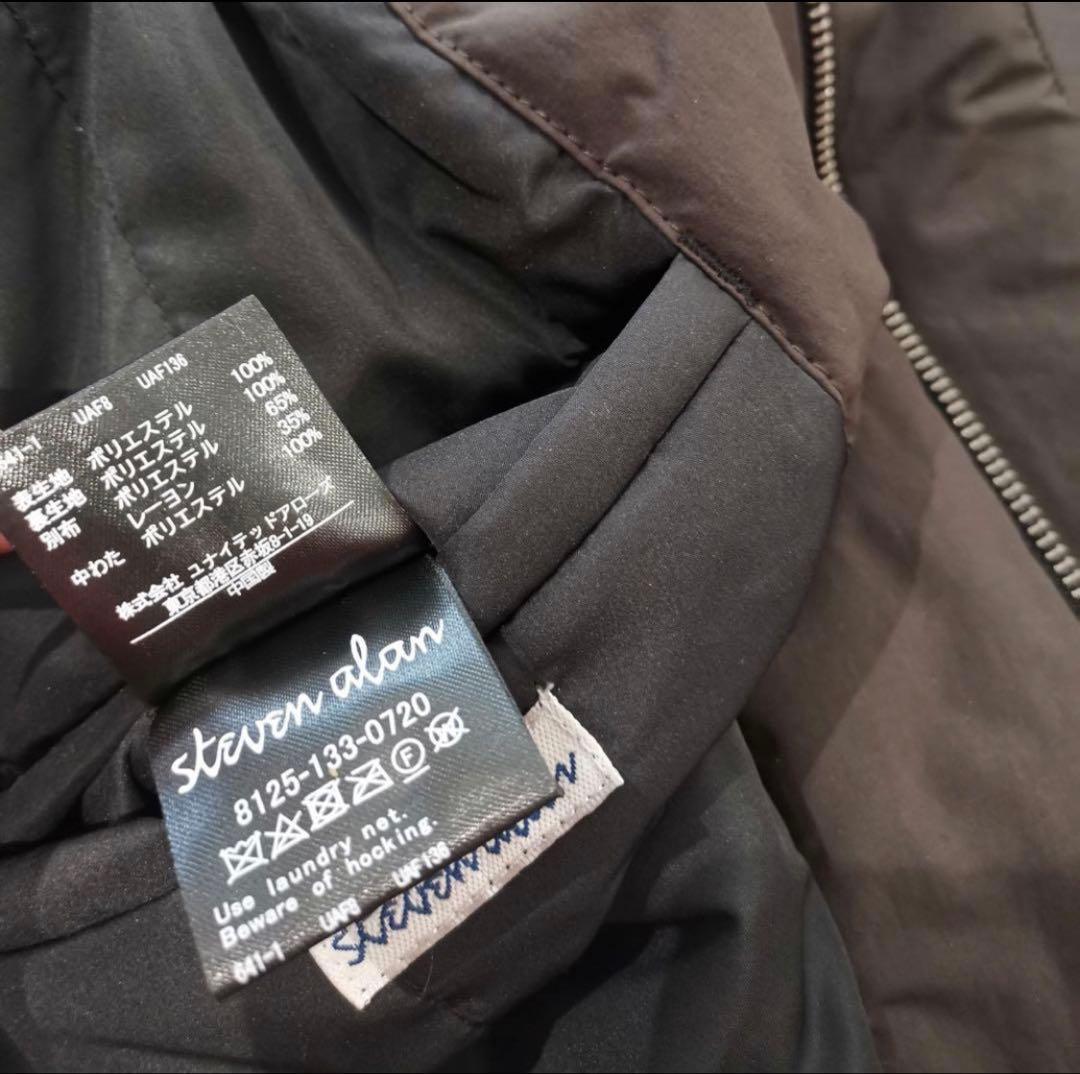 641-1 UAF8 UAF136
表生地 ポリエステル 100%
裏生地 ポリエステル 100%
別布 ポリエステル 65%
レーヨン 35%
中わた ポリエステル 100%
株式会社 ユナイテッドアローズ
東京都港区赤坂8-1-19
中国製
steven alan
8125-133-0720
F W
Use laundry net.
Beware of hocking.
641-1 UAF8 UAF136
steven alan